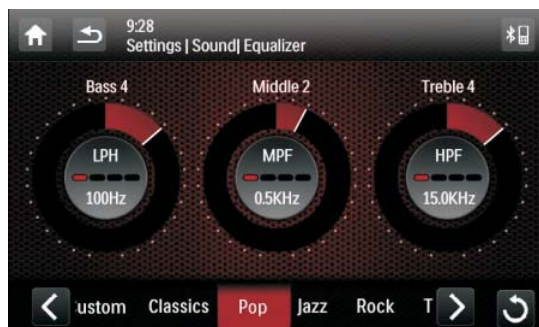 9:28
Settings | Sound| Equalizer
Bass 4
Middle 2
Treble 4
LPH
100Hz
MPF
0.5KHz
HPF
15.0KHz
ustom Classics Pop Jazz Rock T